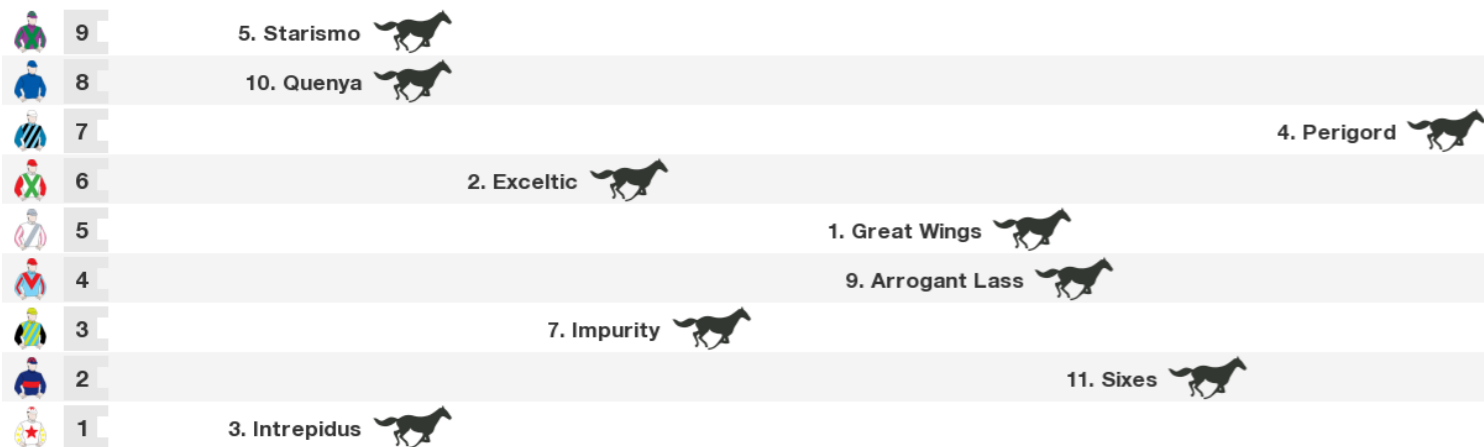 9 5. Starismo
8 10. Quenya
7 4. Perigord
6 2. Exceltic
5 1. Great Wings
4 9. Arrogant Lass
3 7. Impurity
2 11. Sixes
1 3. Intrepidus